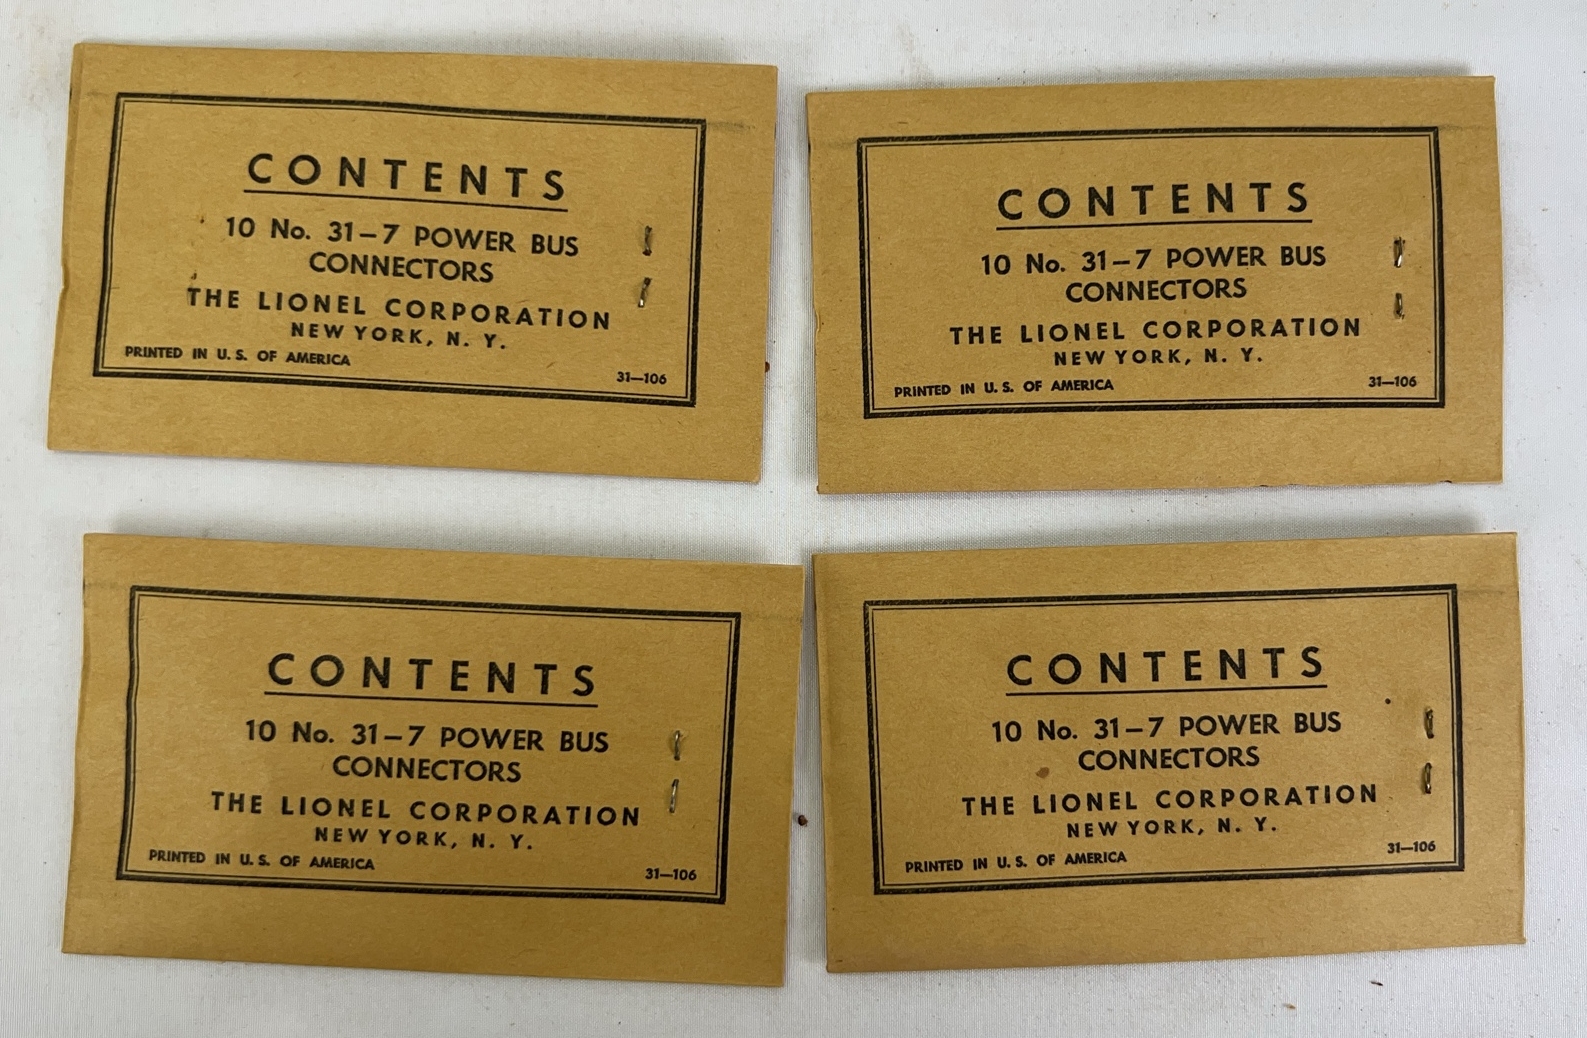 CONTENTS
10 No. 31-7 POWER BUS
CONNECTORS
THE LIONEL CORPORATION
NEW YORK, N. Y.
PRINTED IN U. S. OF AMERICA
31-106
CONTENTS
10 No. 31-7 POWER BUS
CONNECTORS
THE LIONEL CORPORATION
NEW YORK, N. Y.
PRINTED IN U. S. OF AMERICA
31-106
CONTENTS
10 No. 31-7 POWER BUS
CONNECTORS
THE LIONEL CORPORATION
NEW YORK, N. Y.
PRINTED IN U. S. OF AMERICA
31-106
CONTENTS
10 No. 31-7 POWER BUS
CONNECTORS
THE LIONEL CORPORATION
NEW YORK, N. Y.
PRINTED IN U. S. OF AMERICA
31-106